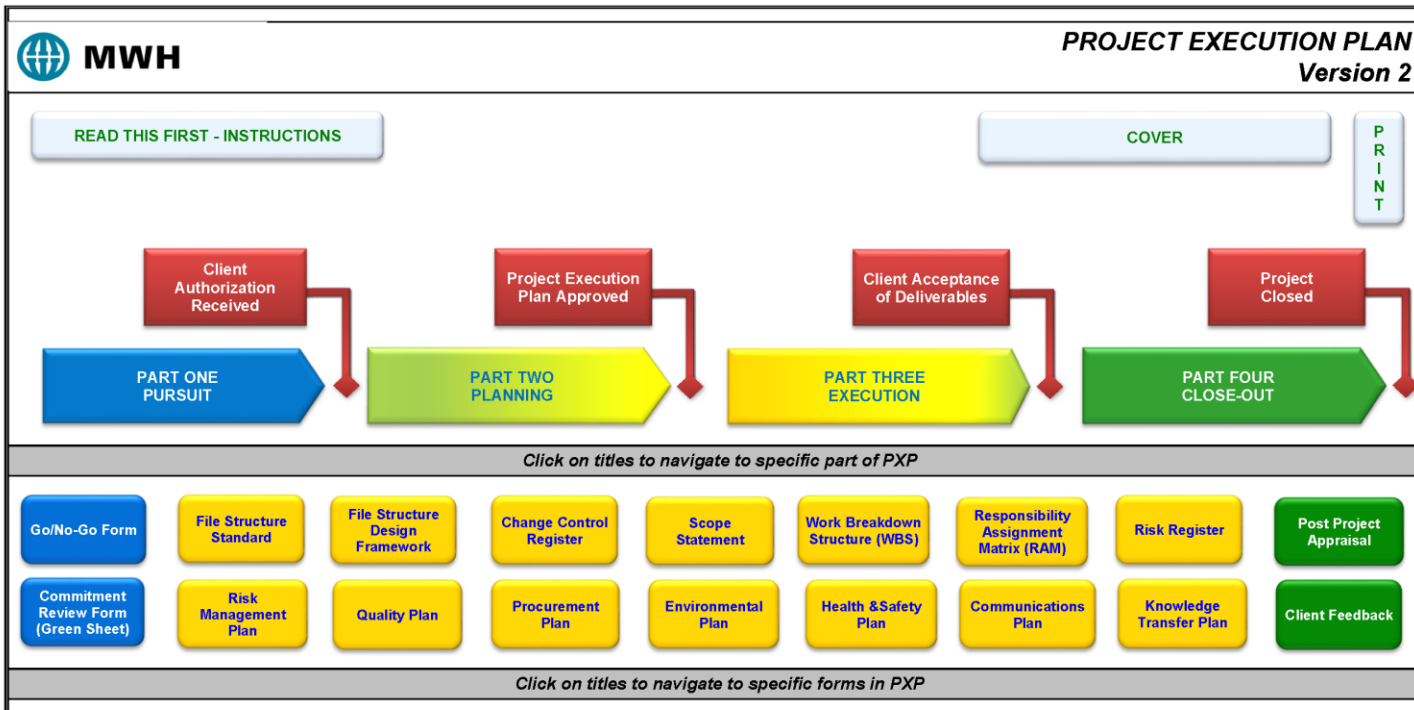 MWH
PROJECT EXECUTION PLAN
Version 2
READ THIS FIRST - INSTRUCTIONS
COVER
P
R
I
N
T
Client
Authorization
Received
Project Execution
Plan Approved
Client Acceptance
of Deliverables
Project
Closed
PART ONE
PURSUIT
PART TWO
PLANNING
PART THREE
EXECUTION
PART FOUR
CLOSE-OUT
Click on titles to navigate to specific part of PXP
Go/No-Go Form
File Structure
Standard
File Structure
Design
Framework
Change Control
Register
Scope
Statement
Work Breakdown
Structure (WBS)
Responsibility
Assignment
Matrix (RAM)
Risk Register
Post Project
Appraisal
Commitment
Review Form
(Green Sheet)
Risk
Management
Plan
Quality Plan
Procurement
Plan
Environmental
Plan
Health &Safety
Plan
Communications
Plan
Knowledge
Transfer Plan
Client Feedback
Click on titles to navigate to specific forms in PXP